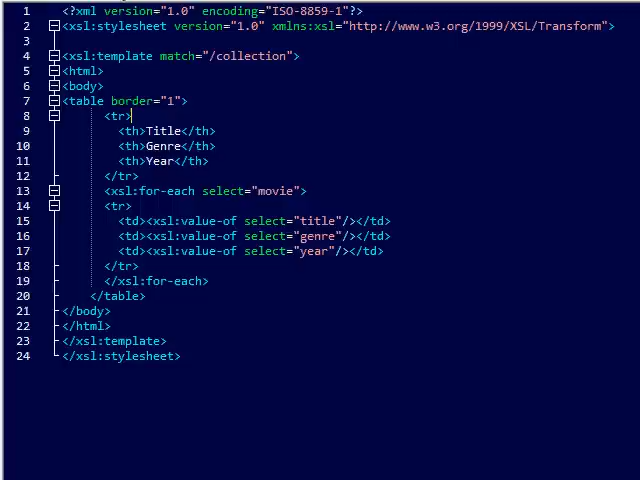 1 <?xml version="1.0" encoding="ISO-8859-1"?>
2 <xsl:stylesheet version="1.0" xmlns:xsl="http://www.w3.org/1999/XSL/Transform">
3
4 <xsl:template match="/collection">
5 <html>
6 <body>
7 <table border="1">
8 <tr>
9 <th>Title</th>
10 <th>Genre</th>
11 <th>Year</th>
12 </tr>
13 <xsl:for-each select="movie">
14 <tr>
15 <td><xsl:value-of select="title"/></td>
16 <td><xsl:value-of select="genre"/></td>
17 <td><xsl:value-of select="year"/></td>
18 </tr>
19 </xsl:for-each>
20 </table>
21 </body>
22 </html>
23 </xsl:template>
24 </xsl:stylesheet>